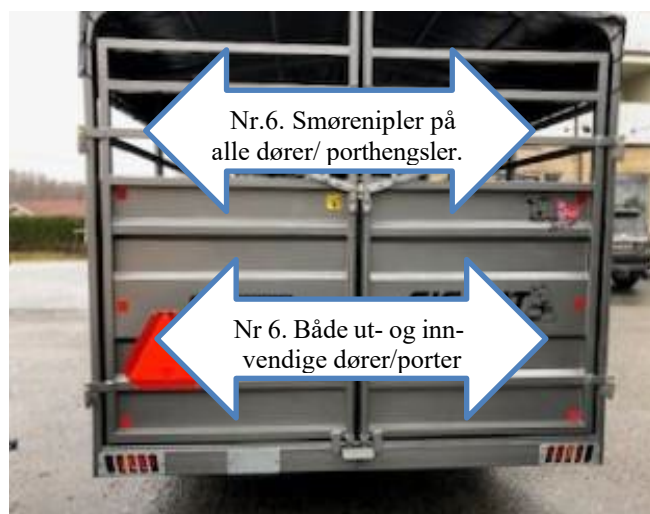 Nr.6. Smørenipler på
alle dører/ porthengsler.
Nr 6. Både ut- og inn-
vendige dører/porter